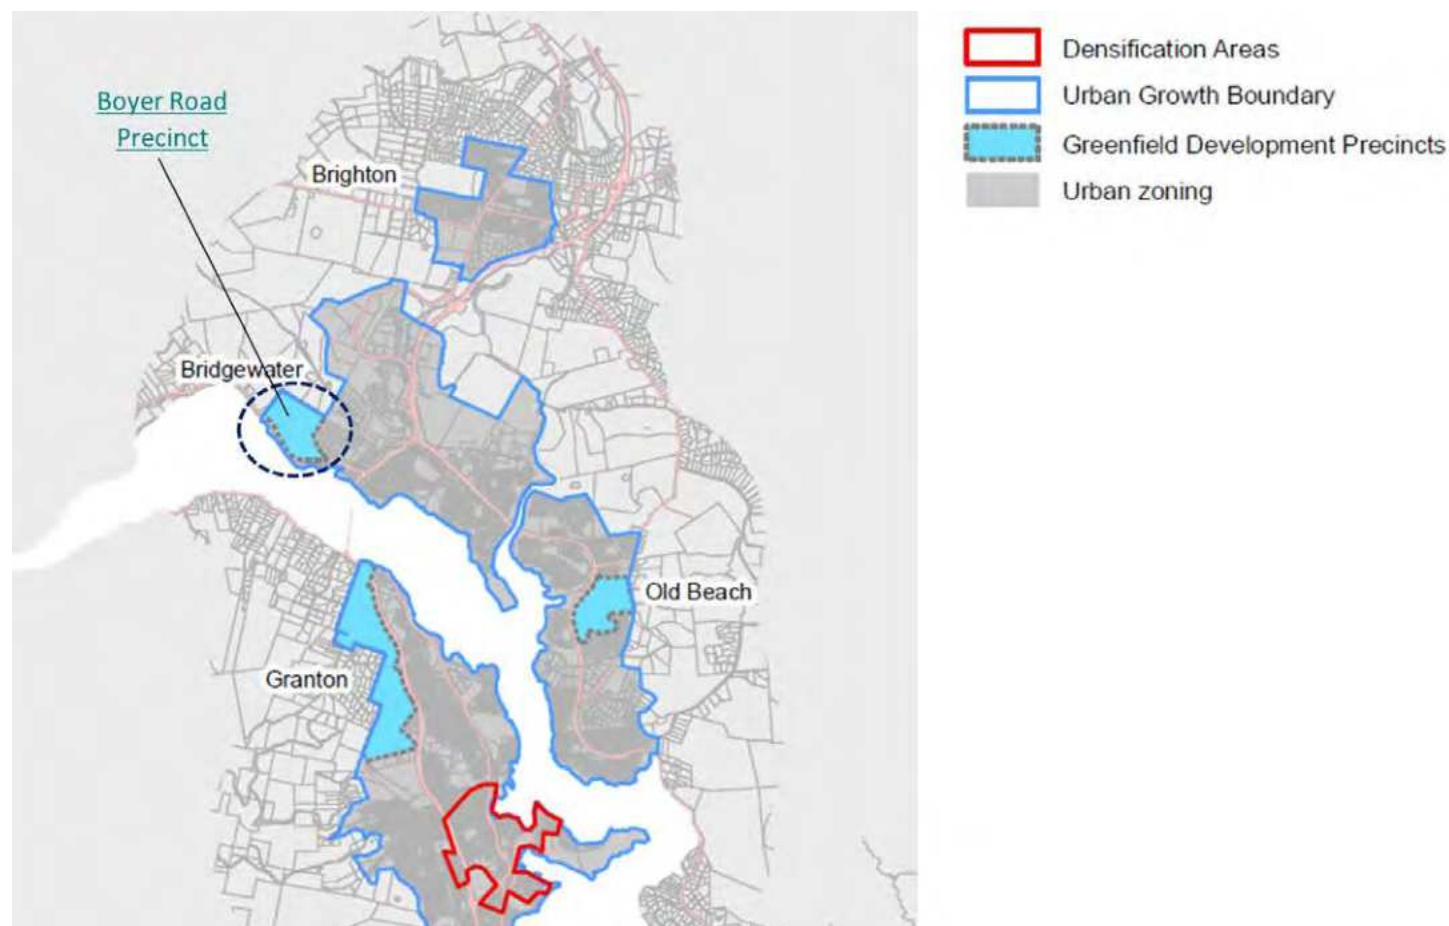 Boyer Road
Precinct
Brighton
Bridgewater
Old Beach
Granton
Densification Areas
Urban Growth Boundary
Greenfield Development Precincts
Urban zoning